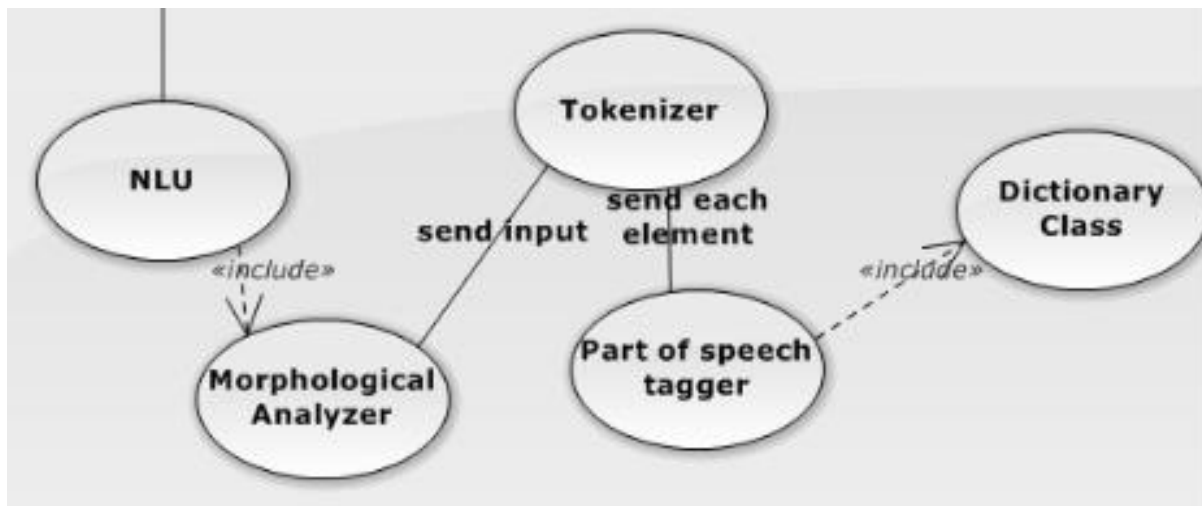 Tokenizer
NLU
Dictionary
Class
send each
element
send input
«include»
«include»
Part of speech
tagger
Morphological
Analyzer